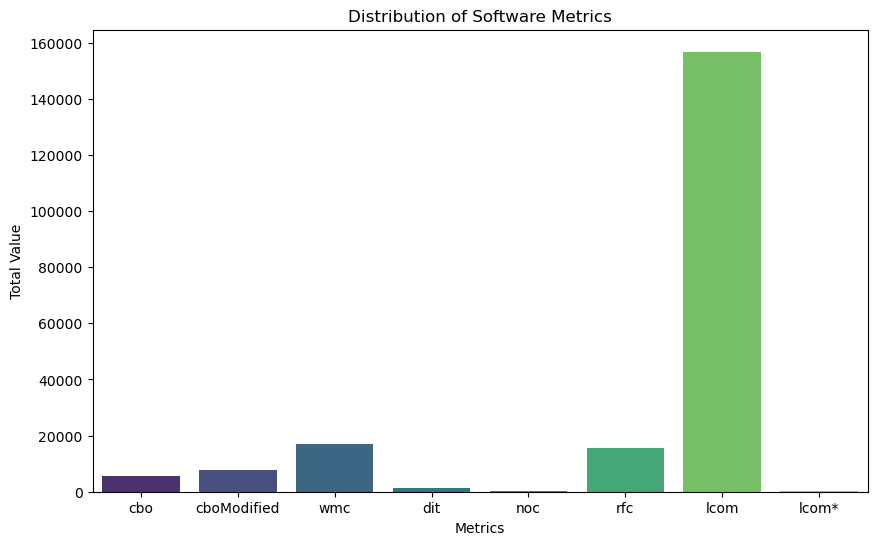 Distribution of Software Metrics
Total Value
160000
140000
120000
100000
80000
60000
40000
20000
0
cbo cboModified wmc dit noc rfc lcom lcom*
Metrics